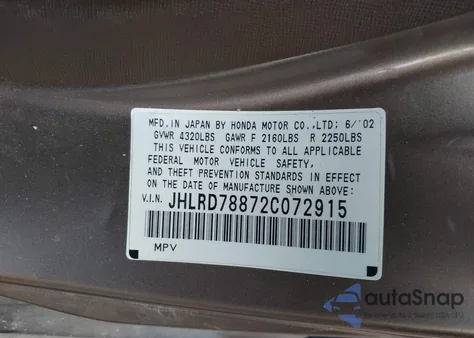 MFD.IN JAPAN BY HONDA MOTOR CO.,LTD; 6/'02
GVWR 4320LBS GAWR F 2160LBS R 2250LBS
THIS VEHICLE CONFORMS TO ALL APPLICABLE
FEDERAL MOTOR VEHICLE SAFETY,
AND THEFT PREVENTION STANDARDS IN EFFECT
ON THE DATE OF MANUFACTURE SHOWN ABOVE:
V.I.N. JHLRD78872C072915
MPV
autoSnap